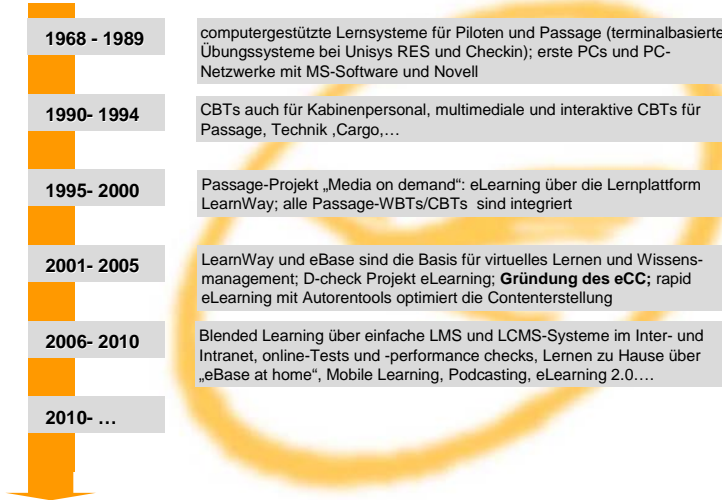 1968 - 1989
computergestützte Lernsysteme für Piloten und Passage (terminalbasierte
Übungssysteme bei Unisys RES und Checkin); erste PCs und PC-
Netzwerke mit MS-Software und Novell
1990- 1994
CBTs auch für Kabinenpersonal, multimediale und interaktive CBTs für
Passage, Technik ,Cargo,…
1995- 2000
Passage-Projekt „Media on demand“: eLearning über die Lernplattform
LearnWay; alle Passage-WBTs/CBTs sind integriert
2001- 2005
LearnWay und eBase sind die Basis für virtuelles Lernen und Wissens-
management; D-check Projekt eLearning; Gründung des eCC; rapid
eLearning mit Autorentools optimiert die Contenterstellung
2006- 2010
Blended Learning über einfache LMS und LCMS-Systeme im Inter- und
Intranet, online-Tests und -performance checks, Lernen zu Hause über
„eBase at home“, Mobile Learning, Podcasting, eLearning 2.0….
2010- …